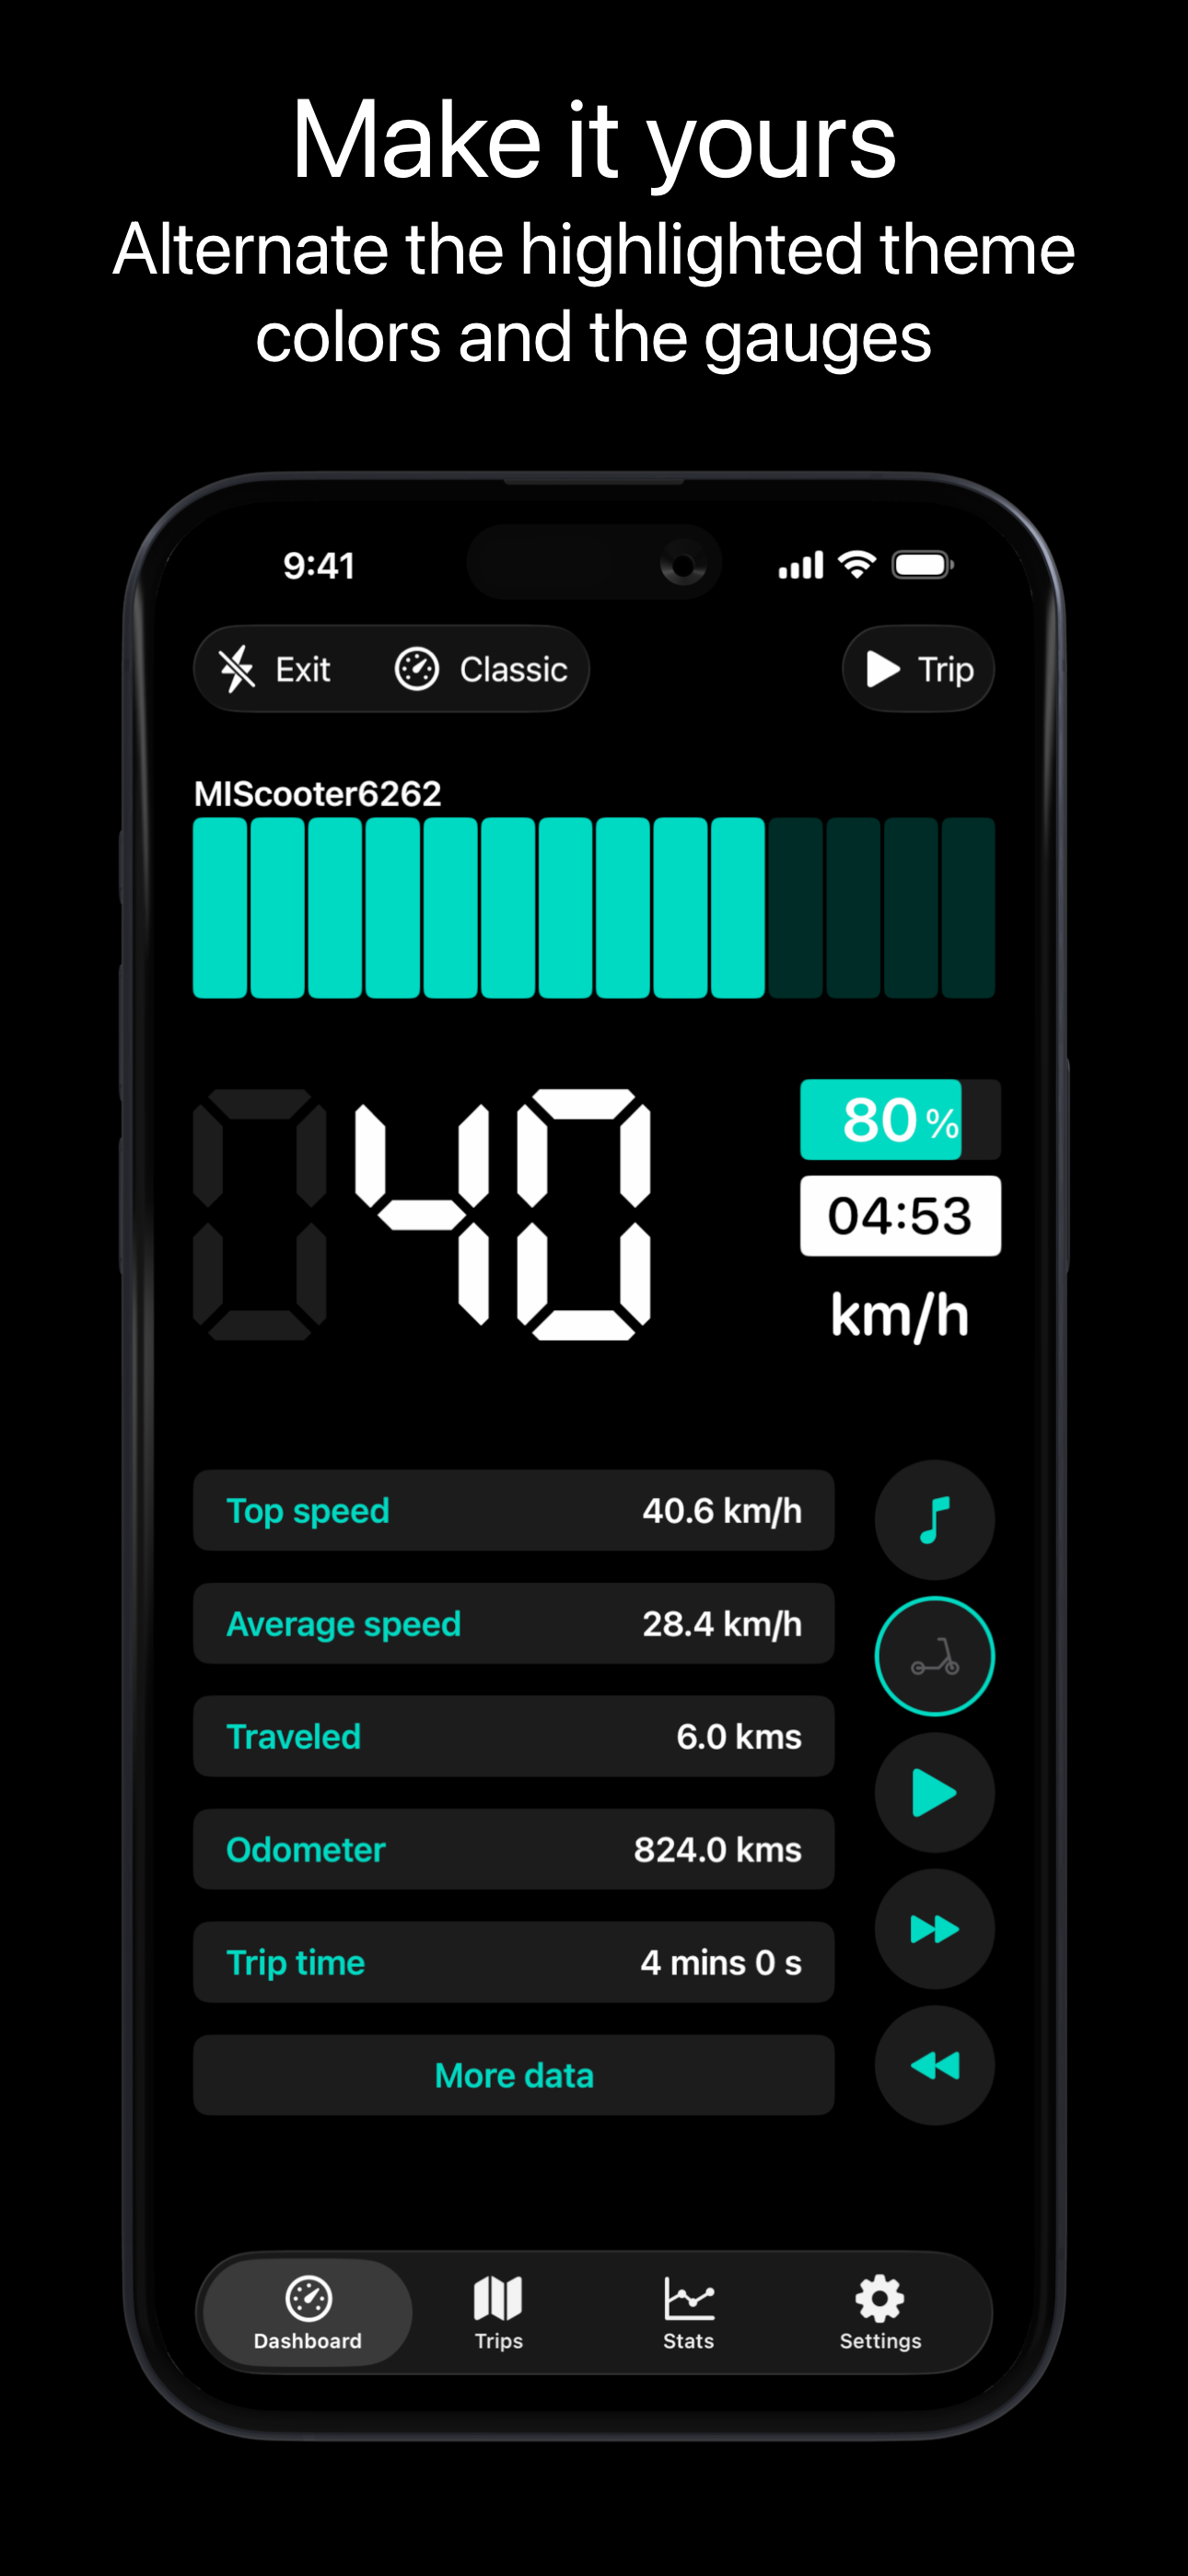 Make it yours
Alternate the highlighted theme
colors and the gauges
9:41
Exit Classic Trip
MIScooter6262
40
80 %
04:53
km/h
Top speed 40.6 km/h
Average speed 28.4 km/h
Traveled 6.0 kms
Odometer 824.0 kms
Trip time 4 mins 0 s
More data
Dashboard Trips Stats Settings